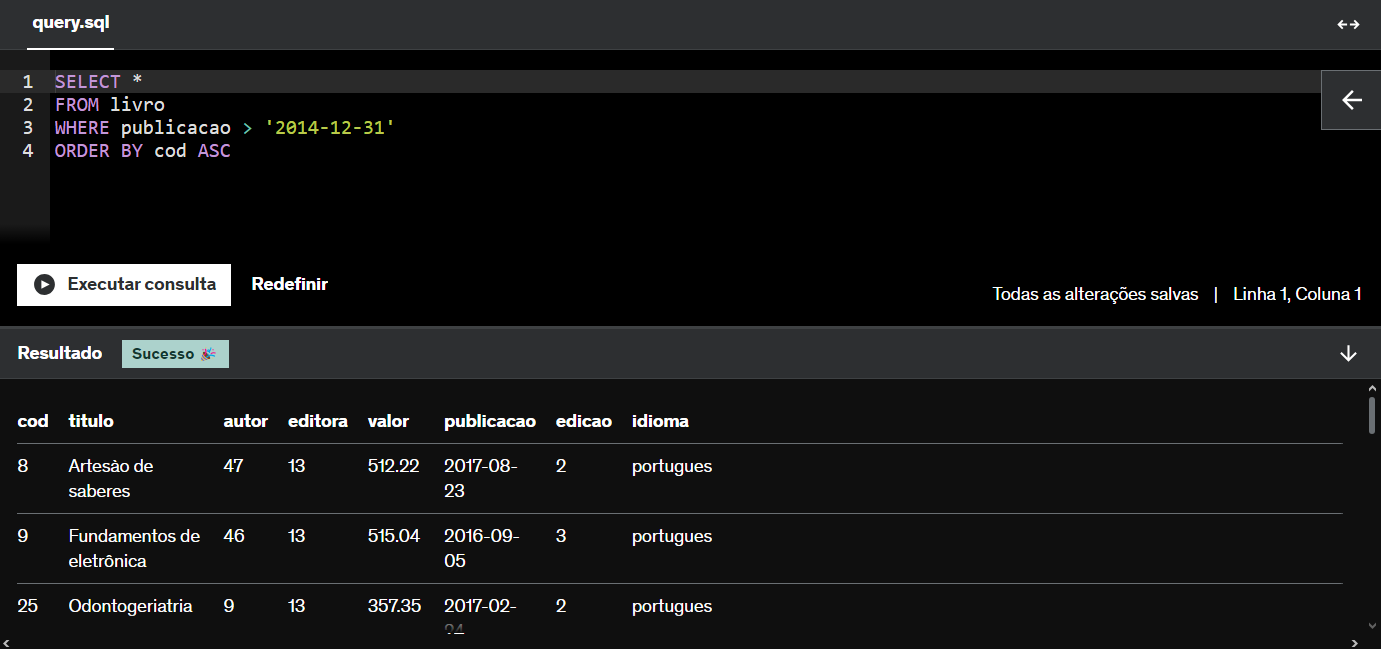 query.sql
1 SELECT *
2 FROM livro
3 WHERE publicacao > '2014-12-31'
4 ORDER BY cod ASC
Executar consulta Redefinir
Todas as alterações salvas | Linha 1, Coluna 1
Resultado Sucesso 🎉
cod titulo autor editora valor publicacao edicao idioma
8 Artesào de 47 13 512.22 2017-08- 2 portugues
saberes 23
9 Fundamentos de 46 13 515.04 2016-09- 3 portugues
eletrônica 05
25 Odontogeriatria 9 13 357.35 2017-02- 2 portugues